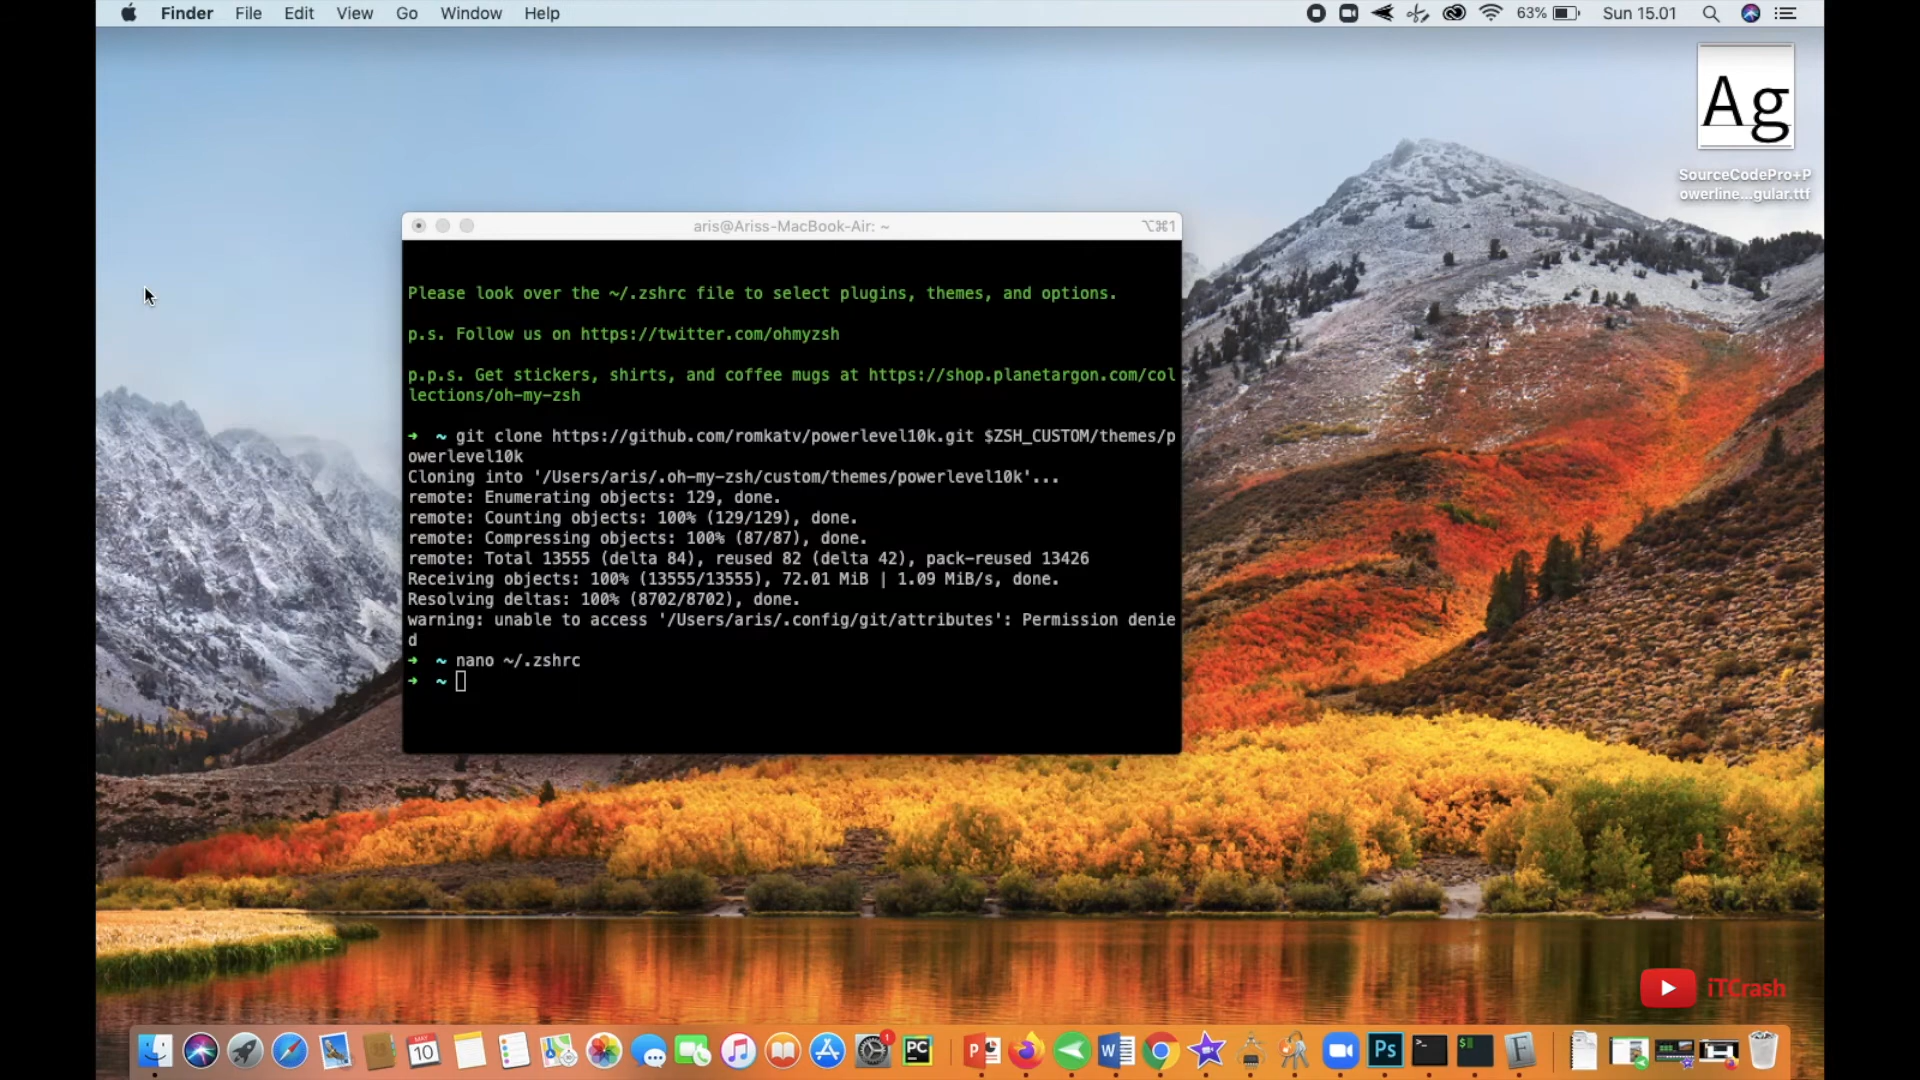 Finder File Edit View Go Window Help 63% Sun 15.01
Ag
SourceCodePro+P
owerline...gular.ttf
aris@Ariss-MacBook-Air: ~ ⌥⌘1
Please look over the ~/.zshrc file to select plugins, themes, and options.
p.s. Follow us on https://twitter.com/ohmyzsh
p.p.s. Get stickers, shirts, and coffee mugs at https://shop.planetargon.com/col
lections/oh-my-zsh
➜ ~ git clone https://github.com/romkatv/powerlevel10k.git $ZSH_CUSTOM/themes/p
owerlevel10k
Cloning into '/Users/aris/.oh-my-zsh/custom/themes/powerlevel10k'...
remote: Enumerating objects: 129, done.
remote: Counting objects: 100% (129/129), done.
remote: Compressing objects: 100% (87/87), done.
remote: Total 13555 (delta 84), reused 82 (delta 42), pack-reused 13426
Receiving objects: 100% (13555/13555), 72.01 MiB | 1.09 MiB/s, done.
Resolving deltas: 100% (8702/8702), done.
warning: unable to access '/Users/aris/.config/git/attributes': Permission denie
d
➜ ~ nano ~/.zshrc
➜ ~
iTCrash
MAY
10
1
PC
P
W
Ps
>_
$
F